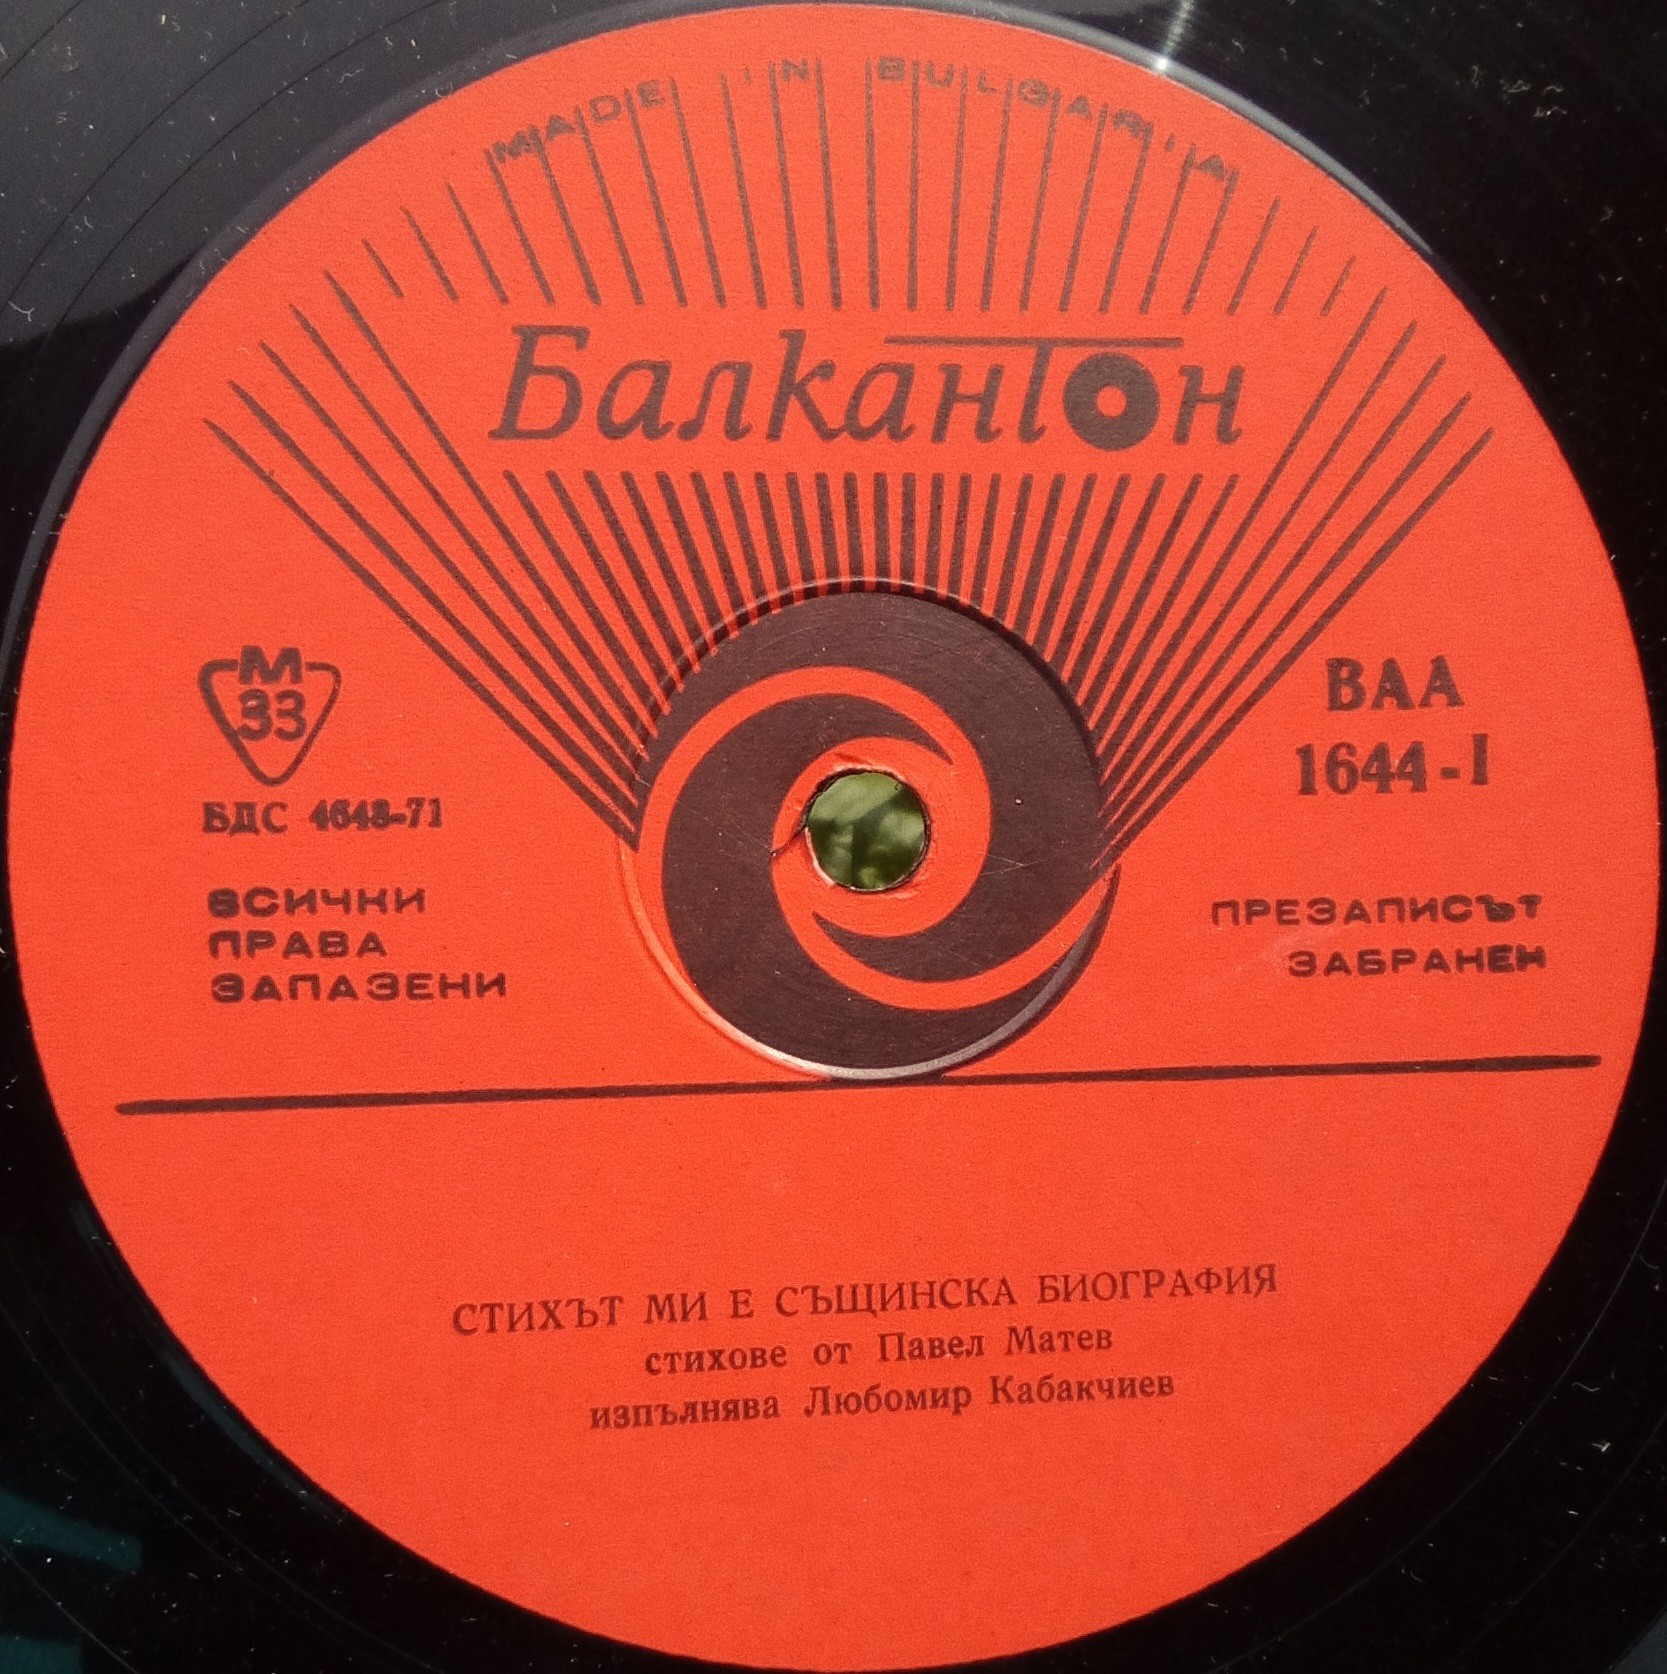 MADE IN BULGARIA
Балкантон
М
33
БДС 4648-71
ВСИЧКИ
ПРАВА
ЗАПАЗЕНИ
ВАА
1644-I
ПРЕЗАПИСЪТ
ЗАБРАНЕН
СТИХЪТ МИ Е СЪЩИНСКА БИОГРАФИЯ
стихове от Павел Матев
изпълнява Любомир Кабакчиев